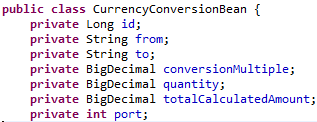 public class CurrencyConversionBean {
    private Long id;
    private String from;
    private String to;
    private BigDecimal conversionMultiple;
    private BigDecimal quantity;
    private BigDecimal totalCalculatedAmount;
    private int port;